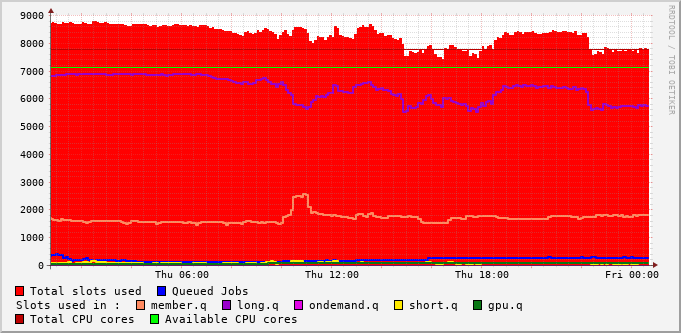 RRDTOOL / TOBI OETIKER
9000
8000
7000
6000
5000
4000
3000
2000
1000
0
Thu 06:00 Thu 12:00 Thu 18:00 Fri 00:00
Total slots used Queued Jobs
Slots used in : member.q long.q ondemand.q short.q gpu.q
Total CPU cores Available CPU cores